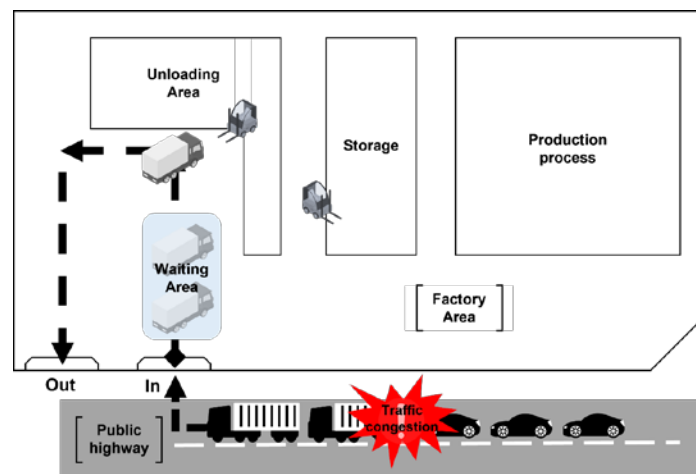 Unloading
Area
Storage
Production
process
Waiting
Area
Factory
Area
Out
In
Public
highway
Traffic
congestion